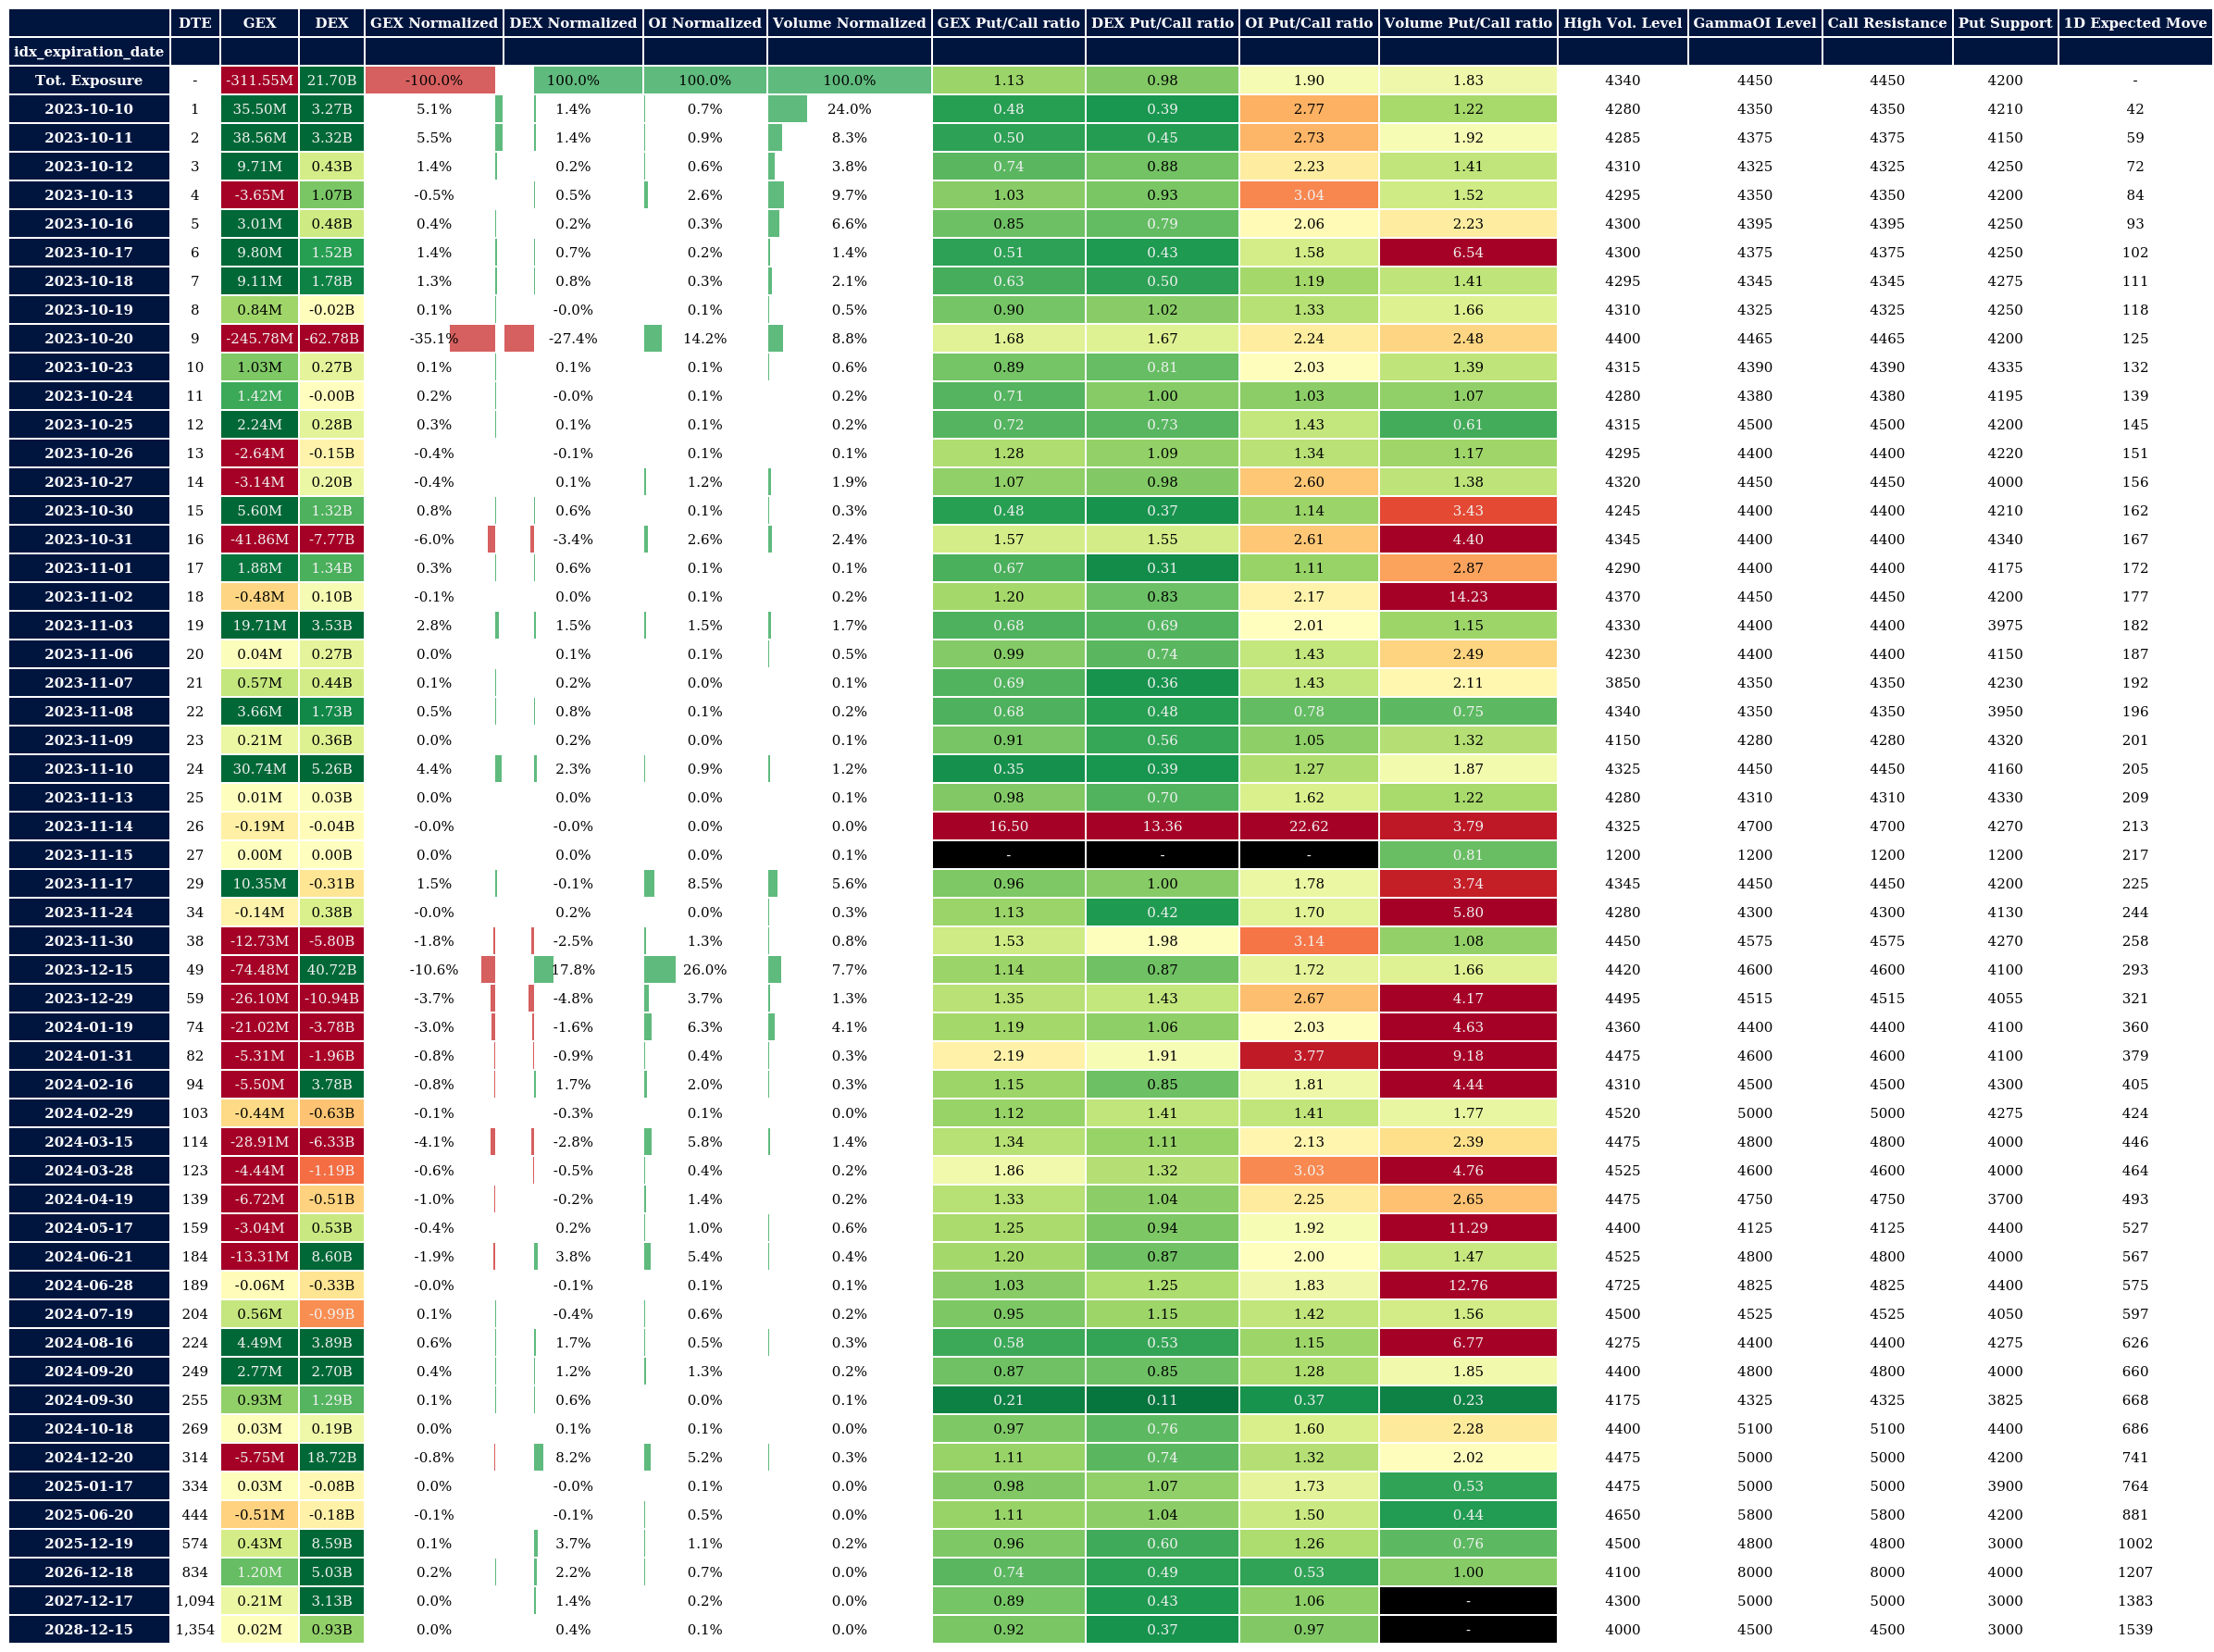 DTE GEX DEX GEX Normalized DEX Normalized OI Normalized Volume Normalized GEX Put/Call ratio DEX Put/Call ratio OI Put/Call ratio Volume Put/Call ratio High Vol. Level GammaOI Level Call Resistance Put Support 1D Expected Move
idx_expiration_date
Tot. Exposure - -311.55M 21.70B -100.0% 100.0% 100.0% 100.0% 1.13 0.98 1.90 1.83 4340 4450 4450 4200 -
2023-10-10 1 35.50M 3.27B 5.1% 1.4% 0.7% 24.0% 0.48 0.39 2.77 1.22 4280 4350 4350 4210 42
2023-10-11 2 38.56M 3.32B 5.5% 1.4% 0.9% 8.3% 0.50 0.45 2.73 1.92 4285 4375 4375 4150 59
2023-10-12 3 9.71M 0.43B 1.4% 0.2% 0.6% 3.8% 0.74 0.88 2.23 1.41 4310 4325 4325 4250 72
2023-10-13 4 -3.65M 1.07B -0.5% 0.5% 2.6% 9.7% 1.03 0.93 3.04 1.52 4295 4350 4350 4200 84
2023-10-16 5 3.01M 0.48B 0.4% 0.2% 0.3% 6.6% 0.85 0.79 2.06 2.23 4300 4395 4395 4250 93
2023-10-17 6 9.80M 1.52B 1.4% 0.7% 0.2% 1.4% 0.51 0.43 1.58 6.54 4300 4375 4375 4250 102
2023-10-18 7 9.11M 1.78B 1.3% 0.8% 0.3% 2.1% 0.63 0.50 1.19 1.41 4295 4345 4345 4275 111
2023-10-19 8 0.84M -0.02B 0.1% -0.0% 0.1% 0.5% 0.90 1.02 1.33 1.66 4310 4325 4325 4250 118
2023-10-20 9 -245.78M -62.78B -35.1% -27.4% 14.2% 8.8% 1.68 1.67 2.24 2.48 4400 4465 4465 4200 125
2023-10-23 10 1.03M 0.27B 0.1% 0.1% 0.1% 0.6% 0.89 0.81 2.03 1.39 4315 4390 4390 4335 132
2023-10-24 11 1.42M -0.00B 0.2% -0.0% 0.1% 0.2% 0.71 1.00 1.03 1.07 4280 4380 4380 4195 139
2023-10-25 12 2.24M 0.28B 0.3% 0.1% 0.1% 0.2% 0.72 0.73 1.43 0.61 4315 4500 4500 4200 145
2023-10-26 13 -2.64M -0.15B -0.4% -0.1% 0.1% 0.1% 1.28 1.09 1.34 1.17 4295 4400 4400 4220 151
2023-10-27 14 -3.14M 0.20B -0.4% 0.1% 1.2% 1.9% 1.07 0.98 2.60 1.38 4320 4450 4450 4000 156
2023-10-30 15 5.60M 1.32B 0.8% 0.6% 0.1% 0.3% 0.48 0.37 1.14 3.43 4245 4400 4400 4210 162
2023-10-31 16 -41.86M -7.77B -6.0% -3.4% 2.6% 2.4% 1.57 1.55 2.61 4.40 4345 4400 4400 4340 167
2023-11-01 17 1.88M 1.34B 0.3% 0.6% 0.1% 0.1% 0.67 0.31 1.11 2.87 4290 4400 4400 4175 172
2023-11-02 18 -0.48M 0.10B -0.1% 0.0% 0.1% 0.2% 1.20 0.83 2.17 14.23 4370 4450 4450 4200 177
2023-11-03 19 19.71M 3.53B 2.8% 1.5% 1.5% 1.7% 0.68 0.69 2.01 1.15 4330 4400 4400 3975 182
2023-11-06 20 0.04M 0.27B 0.0% 0.1% 0.1% 0.5% 0.99 0.74 1.43 2.49 4230 4400 4400 4150 187
2023-11-07 21 0.57M 0.44B 0.1% 0.2% 0.0% 0.1% 0.69 0.36 1.43 2.11 3850 4350 4350 4230 192
2023-11-08 22 3.66M 1.73B 0.5% 0.8% 0.1% 0.2% 0.68 0.48 0.78 0.75 4340 4350 4350 3950 196
2023-11-09 23 0.21M 0.36B 0.0% 0.2% 0.0% 0.1% 0.91 0.56 1.05 1.32 4150 4280 4280 4320 201
2023-11-10 24 30.74M 5.26B 4.4% 2.3% 0.9% 1.2% 0.35 0.39 1.27 1.87 4325 4450 4450 4160 205
2023-11-13 25 0.01M 0.03B 0.0% 0.0% 0.0% 0.1% 0.98 0.70 1.62 1.22 4280 4310 4310 4330 209
2023-11-14 26 -0.19M -0.04B -0.0% -0.0% 0.0% 0.0% 16.50 13.36 22.62 3.79 4325 4700 4700 4270 213
2023-11-15 27 0.00M 0.00B 0.0% 0.0% 0.0% 0.1% - - - 0.81 1200 1200 1200 1200 217
2023-11-17 29 10.35M -0.31B 1.5% -0.1% 8.5% 5.6% 0.96 1.00 1.78 3.74 4345 4450 4450 4200 225
2023-11-24 34 -0.14M 0.38B -0.0% 0.2% 0.0% 0.3% 1.13 0.42 1.70 5.80 4280 4300 4300 4130 244
2023-11-30 38 -12.73M -5.80B -1.8% -2.5% 1.3% 0.8% 1.53 1.98 3.14 1.08 4450 4575 4575 4270 258
2023-12-15 49 -74.48M 40.72B -10.6% 17.8% 26.0% 7.7% 1.14 0.87 1.72 1.66 4420 4600 4600 4100 293
2023-12-29 59 -26.10M -10.94B -3.7% -4.8% 3.7% 1.3% 1.35 1.43 2.67 4.17 4495 4515 4515 4055 321
2024-01-19 74 -21.02M -3.78B -3.0% -1.6% 6.3% 4.1% 1.19 1.06 2.03 4.63 4360 4400 4400 4100 360
2024-01-31 82 -5.31M -1.96B -0.8% -0.9% 0.4% 0.3% 2.19 1.91 3.77 9.18 4475 4600 4600 4100 379
2024-02-16 94 -5.50M 3.78B -0.8% 1.7% 2.0% 0.3% 1.15 0.85 1.81 4.44 4310 4500 4500 4300 405
2024-02-29 103 -0.44M -0.63B -0.1% -0.3% 0.1% 0.0% 1.12 1.41 1.41 1.77 4520 5000 5000 4275 424
2024-03-15 114 -28.91M -6.33B -4.1% -2.8% 5.8% 1.4% 1.34 1.11 2.13 2.39 4475 4800 4800 4000 446
2024-03-28 123 -4.44M -1.19B -0.6% -0.5% 0.4% 0.2% 1.86 1.32 3.03 4.76 4525 4600 4600 4000 464
2024-04-19 139 -6.72M -0.51B -1.0% -0.2% 1.4% 0.2% 1.33 1.04 2.25 2.65 4475 4750 4750 3700 493
2024-05-17 159 -3.04M 0.53B -0.4% 0.2% 1.0% 0.6% 1.25 0.94 1.92 11.29 4400 4125 4125 4400 527
2024-06-21 184 -13.31M 8.60B -1.9% 3.8% 5.4% 0.4% 1.20 0.87 2.00 1.47 4525 4800 4800 4000 567
2024-06-28 189 -0.06M -0.33B -0.0% -0.1% 0.1% 0.1% 1.03 1.25 1.83 12.76 4725 4825 4825 4400 575
2024-07-19 204 0.56M -0.99B 0.1% -0.4% 0.6% 0.2% 0.95 1.15 1.42 1.56 4500 4525 4525 4050 597
2024-08-16 224 4.49M 3.89B 0.6% 1.7% 0.5% 0.3% 0.58 0.53 1.15 6.77 4275 4400 4400 4275 626
2024-09-20 249 2.77M 2.70B 0.4% 1.2% 1.3% 0.2% 0.87 0.85 1.28 1.85 4400 4800 4800 4000 660
2024-09-30 255 0.93M 1.29B 0.1% 0.6% 0.0% 0.1% 0.21 0.11 0.37 0.23 4175 4325 4325 3825 668
2024-10-18 269 0.03M 0.19B 0.0% 0.1% 0.1% 0.0% 0.97 0.76 1.60 2.28 4400 5100 5100 4400 686
2024-12-20 314 -5.75M 18.72B -0.8% 8.2% 5.2% 0.3% 1.11 0.74 1.32 2.02 4475 5000 5000 4200 741
2025-01-17 334 0.03M -0.08B 0.0% -0.0% 0.1% 0.0% 0.98 1.07 1.73 0.53 4475 5000 5000 3900 764
2025-06-20 444 -0.51M -0.18B -0.1% -0.1% 0.5% 0.0% 1.11 1.04 1.50 0.44 4650 5800 5800 4200 881
2025-12-19 574 0.43M 8.59B 0.1% 3.7% 1.1% 0.2% 0.96 0.60 1.26 0.76 4500 4800 4800 3000 1002
2026-12-18 834 1.20M 5.03B 0.2% 2.2% 0.7% 0.0% 0.74 0.49 0.53 1.00 4100 8000 8000 4000 1207
2027-12-17 1,094 0.21M 3.13B 0.0% 1.4% 0.2% 0.0% 0.89 0.43 1.06 - 4300 5000 5000 3000 1383
2028-12-15 1,354 0.02M 0.93B 0.0% 0.4% 0.1% 0.0% 0.92 0.37 0.97 - 4000 4500 4500 3000 1539